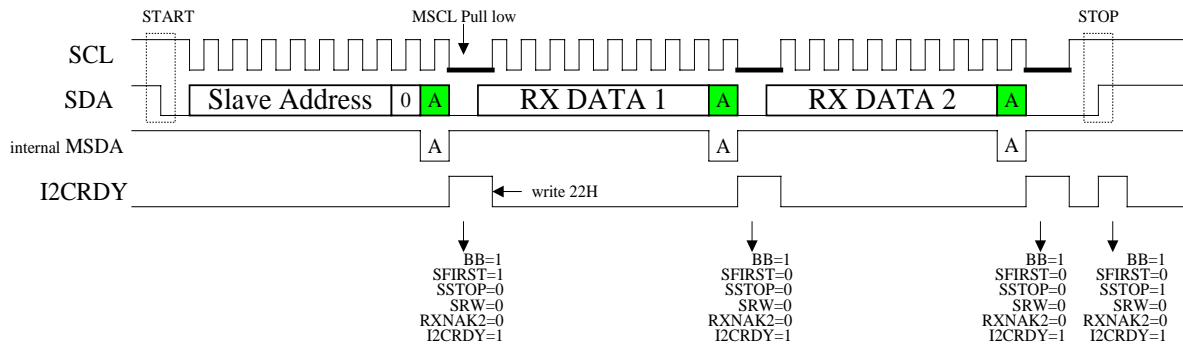 START MSCL Pull low STOP
SCL
SDA Slave Address 0 A RX DATA 1 A RX DATA 2 A
internal MSDA A A A
I2CRDY write 22H
BB=1 BB=1 BB=1 BB=1
SFIRST=1 SFIRST=0 SFIRST=0 SFIRST=0
SSTOP=0 SSTOP=0 SSTOP=0 SSTOP=1
SRW=0 SRW=0 SRW=0 SRW=0
RXNAK2=0 RXNAK2=0 RXNAK2=0 RXNAK2=0
I2CRDY=1 I2CRDY=1 I2CRDY=1 I2CRDY=1